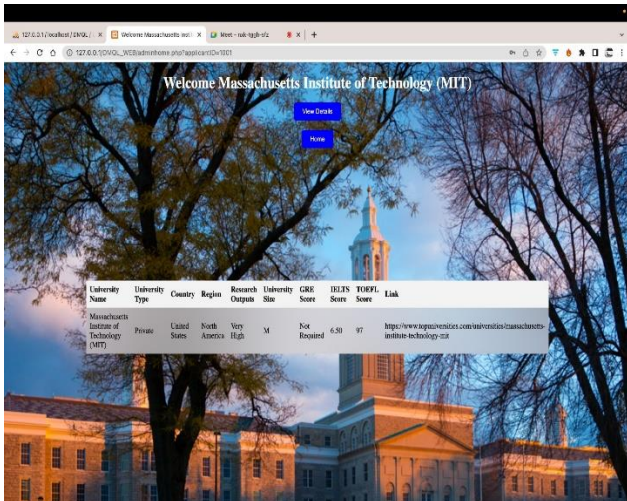 127.0.0.1 / localhost / DMQL /
Welcome Massachusetts Inst
Meet -
127.0.0.1/DMQL_WEB/adminhome.php?applicantID=1001
Welcome Massachusetts Institute of Technology (MIT)
View Details
Home
University Name University Type Country Region Research Outputs University Size GRE Score IELTS Score TOEFL Score Link
Massachusetts Institute of Technology (MIT) Private United States North America Very High M Not Required 6.50 97 https://www.topuniversities.com/universities/massachusetts-institute-technology-mit